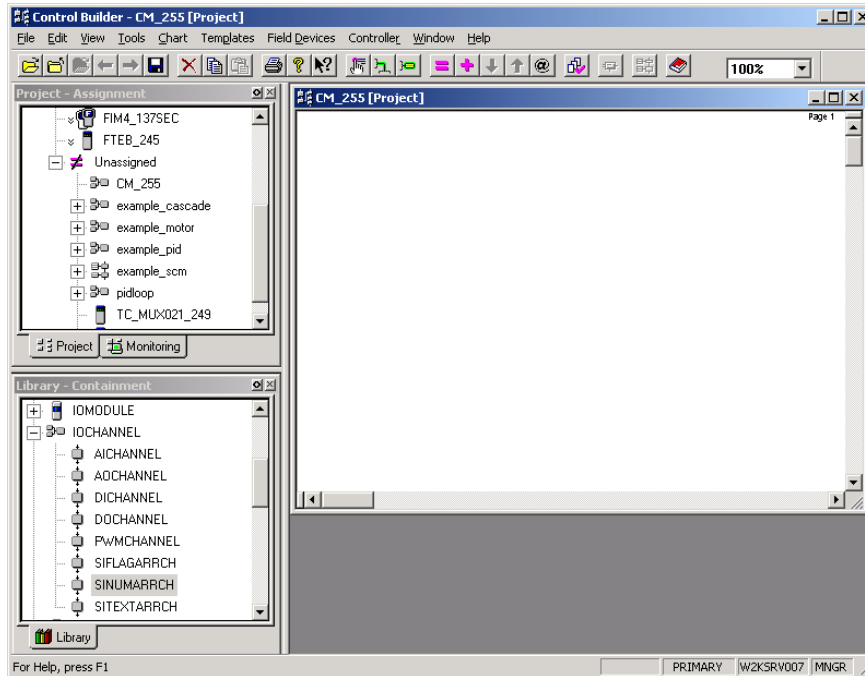 Control Builder - CM_255 [Project]
File Edit View Tools Chart Templates Field Devices Controller Window Help
100%
Project - Assignment
FIM4_137SEC
FTEB_245
Unassigned
CM_255
example_cascade
example_motor
example_pid
example_scm
pidloop
TC_MUX021_249
Project Monitoring
Library - Containment
IOMODULE
IOCHANNEL
AICHANNEL
AOCHANNEL
DICHANNEL
DOCHANNEL
PWMCHANNEL
SIFLAGARRCH
SINUMARRCH
SITEXTARRCH
Library
CM_255 [Project]
Page 1
For Help, press F1
PRIMARY W2KSRV007 MNGR